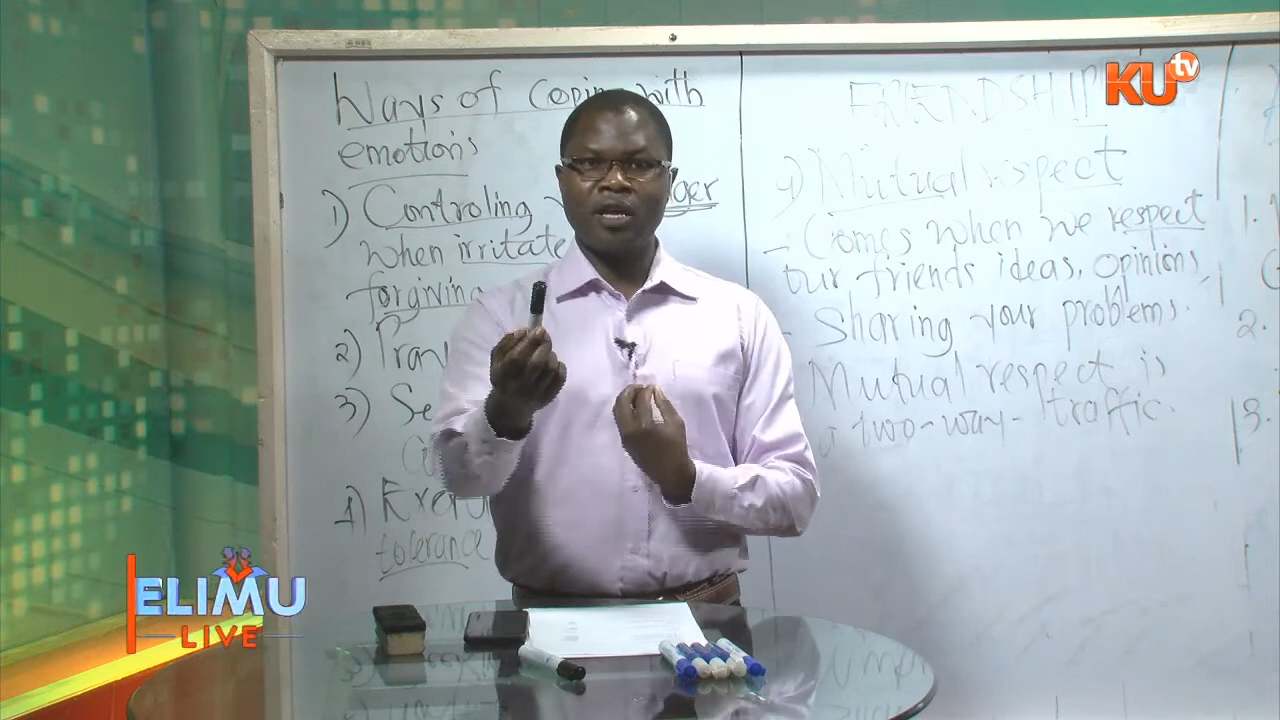 Ways of Coping with
emotions
1) Controling
when irritate
forgiving
2)
3) Se
4)
tolerance
FRIENDSHIP
4) Mutual respect
- Comes when we respect
our friends ideas, opinions
- Sharing your problems.
Mutual respect is
a two-way- traffic.
1.
2.
3.
KU tv
ELIMU
LIVE